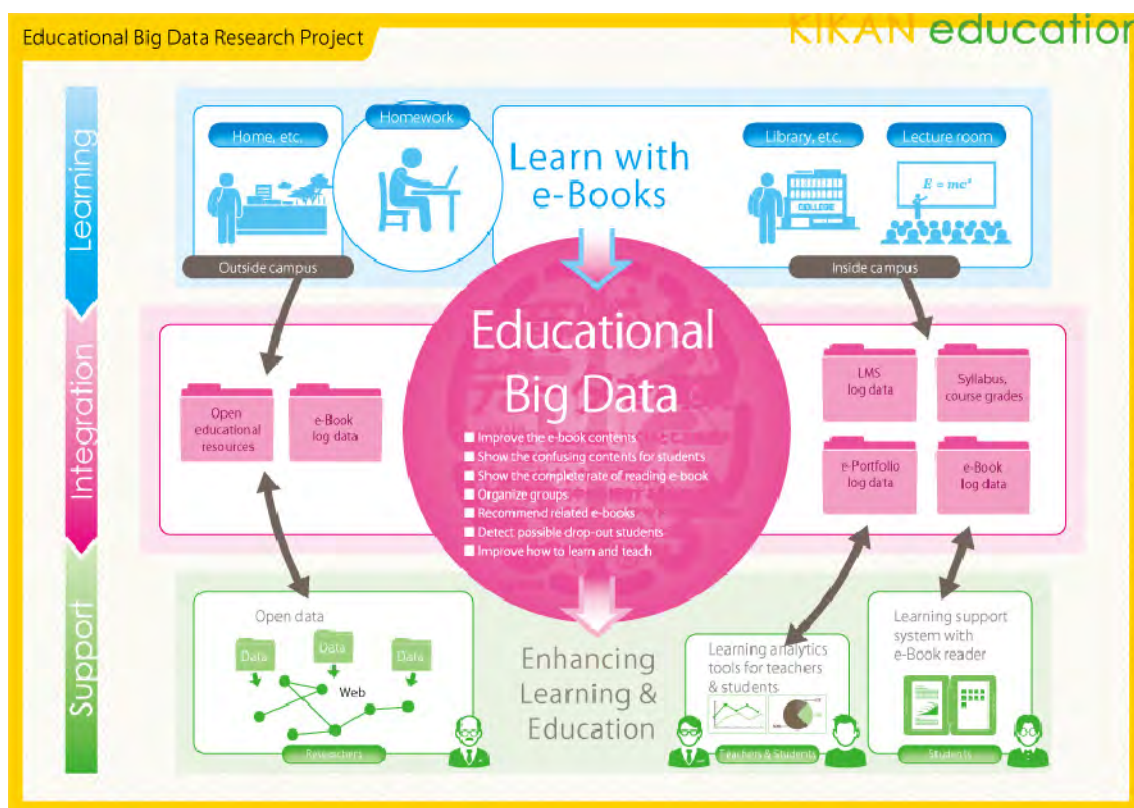 Educational Big Data Research Project
KIKAN education
Learning
Home, etc.
Homework
Learn with
e-Books
Library, etc.
Lecture room
COLLEGE
E = mc²
Outside campus
Inside campus
Integration
Open
educational
resources
e-Book
log data
Educational
Big Data
■ Improve the e-book contents
■ Show the confusing contents for students
■ Show the complete rate of reading e-book
■ Organize groups
■ Recommend related e-books
■ Detect possible drop-out students
■ Improve how to learn and teach
LMS
log data
Syllabus,
course grades
e-Portfolio
log data
e-Book
log data
Support
Open data
Data
Data
Data
Web
Researchers
Enhancing
Learning &
Education
Learning analytics
tools for teachers
& students
Teachers & Students
Learning support
system with
e-Book reader
Students